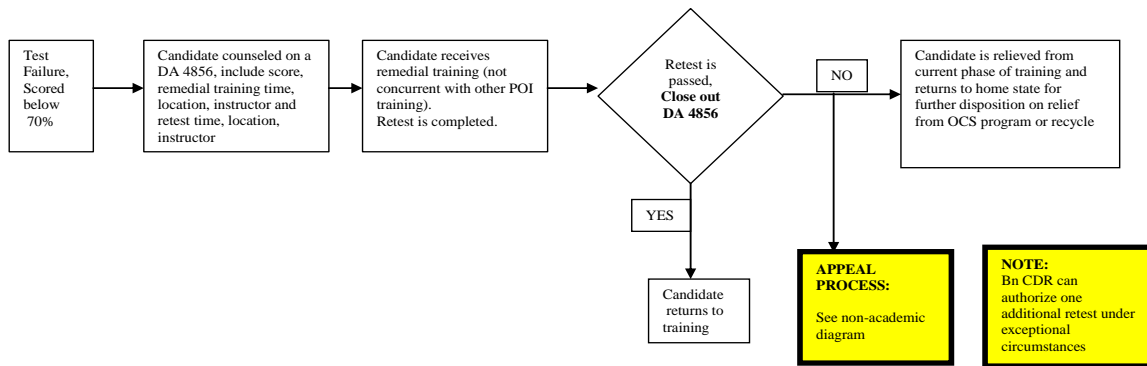 Test
Failure,
Scored
below
70%
Candidate counseled on a
DA 4856, include score,
remedial training time,
location, instructor and
retest time, location,
instructor
Candidate receives
remedial training (not
concurrent with other POI
training).
Retest is completed.
Retest is
passed,
Close out
DA 4856
NO
Candidate is relieved from
current phase of training and
returns to home state for
further disposition on relief
from OCS program or recycle
YES
Candidate
returns to
training
APPEAL
PROCESS:
See non-academic
diagram
NOTE:
Bn CDR can
authorize one
additional retest under
exceptional
circumstances